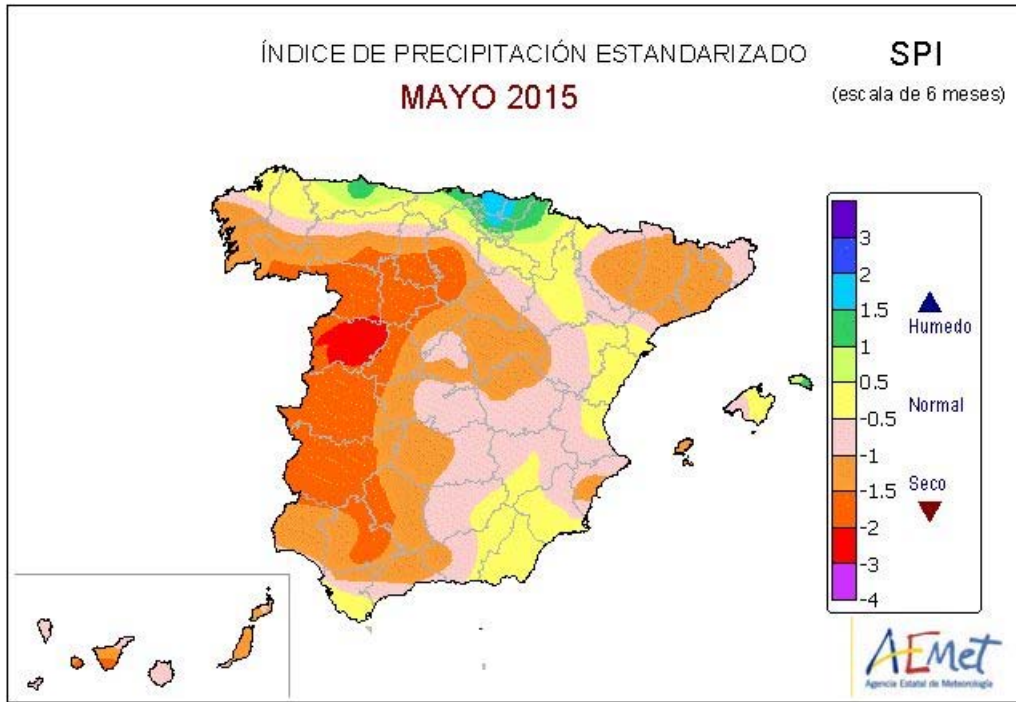 ÍNDICE DE PRECIPITACIÓN ESTANDARIZADO
MAYO 2015
SPI
(escala de 6 meses)
3
2
1.5
1
0.5
-0.5
-1
-1.5
-2
-3
-4
Humedo
Normal
Seco
AEMet
Agencia Estatal de Meteorología